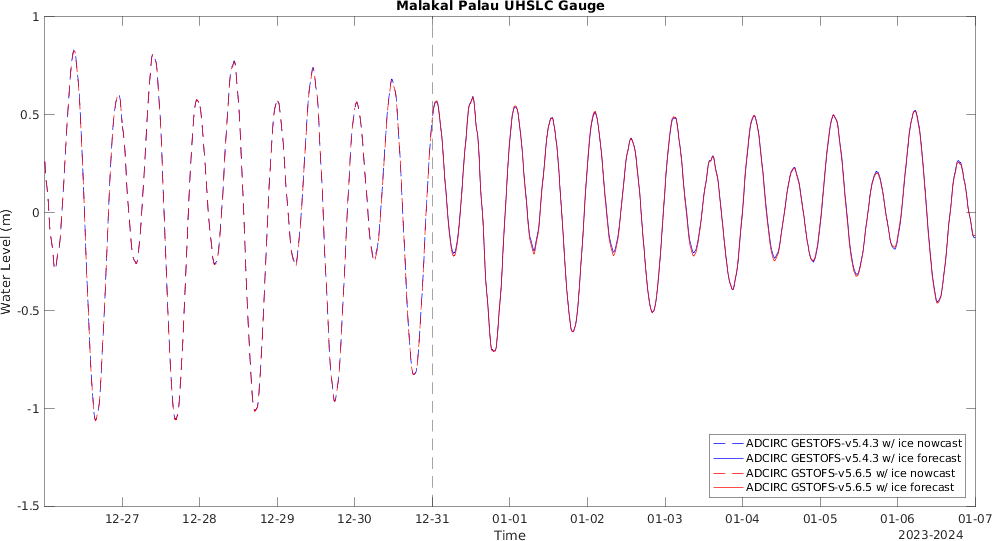 Malakal Palau UHSLC Gauge
1
0.5
0
-0.5
-1
-1.5
Water Level (m)
12-27 12-28 12-29 12-30 12-31 01-01 01-02 01-03 01-04 01-05 01-06 01-07
Time
2023-2024
ADCIRC GESTOFS-v5.4.3 w/ ice nowcast
ADCIRC GESTOFS-v5.4.3 w/ ice forecast
ADCIRC GSTOFS-v5.6.5 w/ ice nowcast
ADCIRC GSTOFS-v5.6.5 w/ ice forecast